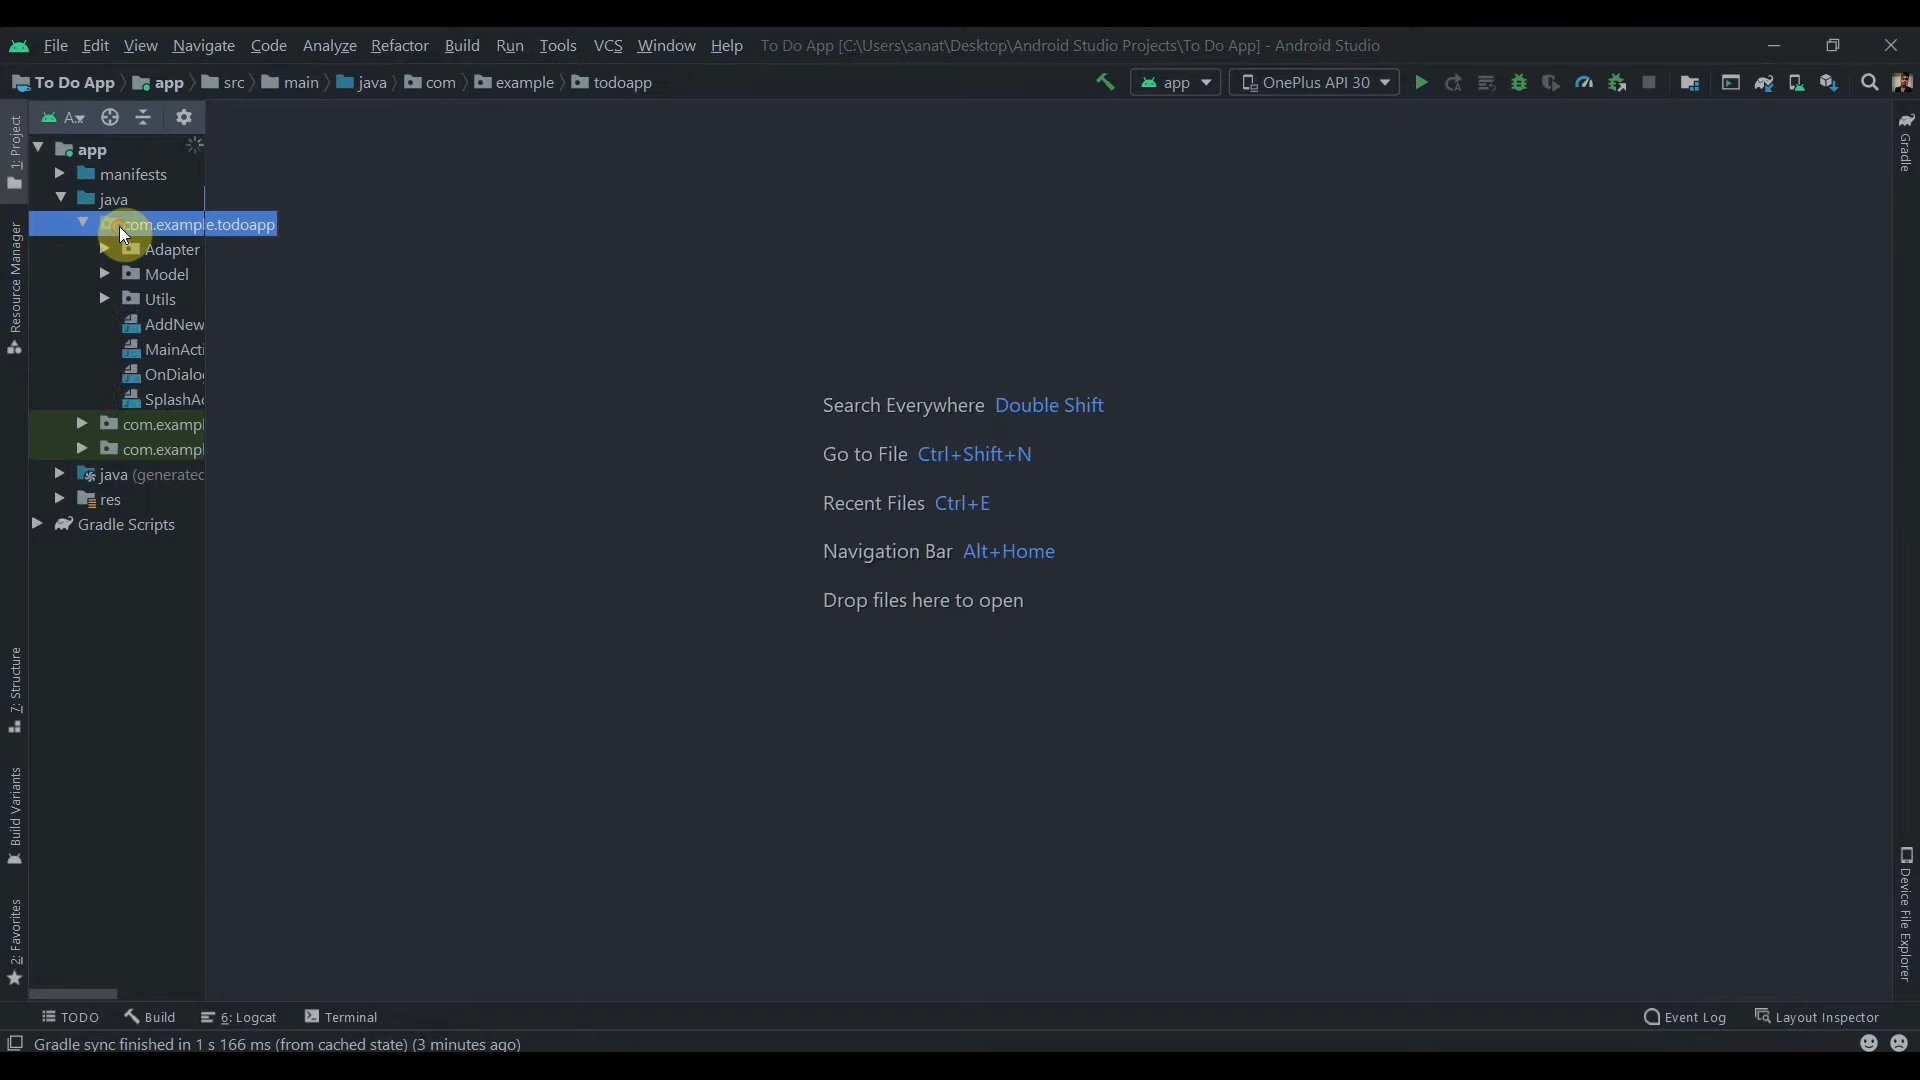 File Edit View Navigate Code Analyze Refactor Build Run Tools VCS Window Help To Do App [C:\Users\sanat\Desktop\Android Studio Projects\To Do App] - Android Studio
To Do App app src main java com example todoapp app OnePlus API 30
A
1: Project
Resource Manager
7: Structure
Build Variants
2: Favorites
app
manifests
java
com.example.todoapp
Adapter
Model
Utils
AddNew
MainActi
OnDialog
SplashAc
com.exampl
com.exampl
java (generated
res
Gradle Scripts
Search Everywhere Double Shift
Go to File Ctrl+Shift+N
Recent Files Ctrl+E
Navigation Bar Alt+Home
Drop files here to open
Gradle
Device File Explorer
TODO Build 6: Logcat Terminal Event Log Layout Inspector
Gradle sync finished in 1 s 166 ms (from cached state) (3 minutes ago)